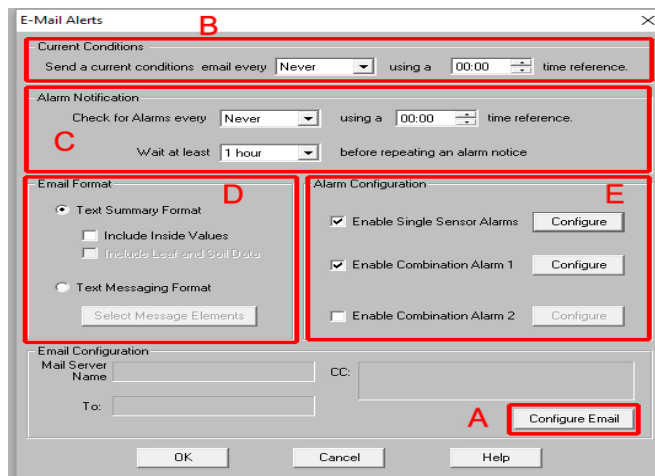 E-Mail Alerts
B
Current Conditions
Send a current conditions email every Never using a 00:00 time reference.
Alarm Notification
Check for Alarms every Never using a 00:00 time reference.
C
Wait at least 1 hour before repeating an alarm notice
Email Format
D
Text Summary Format
Include Inside Values
Include Leaf and Soil Data
Text Messaging Format
Select Message Elements
Alarm Configuration
E
Enable Single Sensor Alarms Configure
Enable Combination Alarm 1 Configure
Enable Combination Alarm 2 Configure
Email Configuration
Mail Server
Name
CC:
To:
A
Configure Email
OK Cancel Help